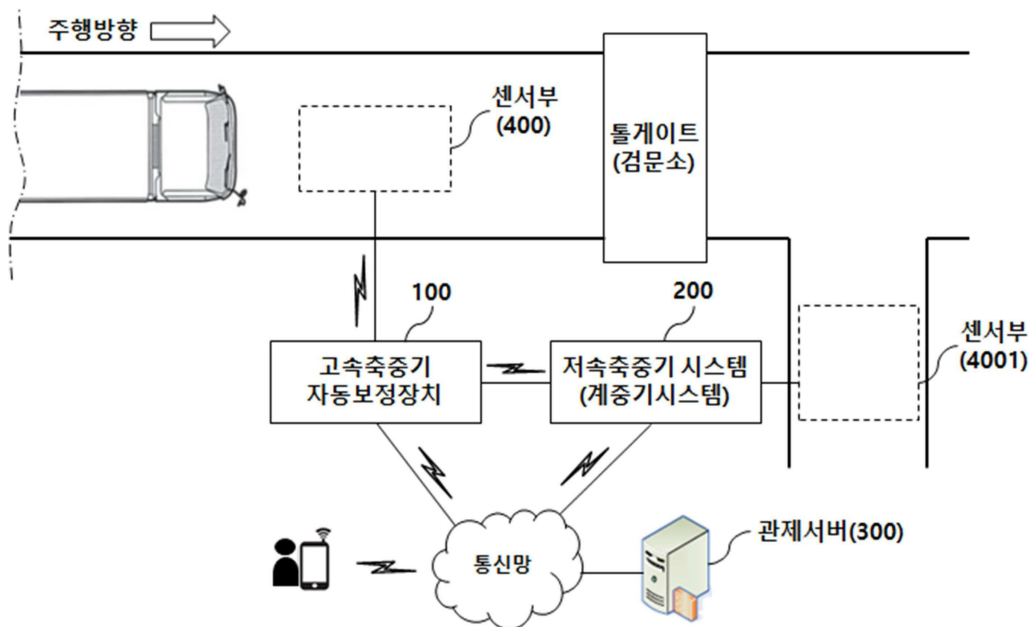 주행방향
센서부
(400)
톨게이트
(검문소)
100
200
고속축중기
자동보정장치
저속축중기 시스템
(계중기시스템)
센서부
(4001)
통신망
관제서버(300)